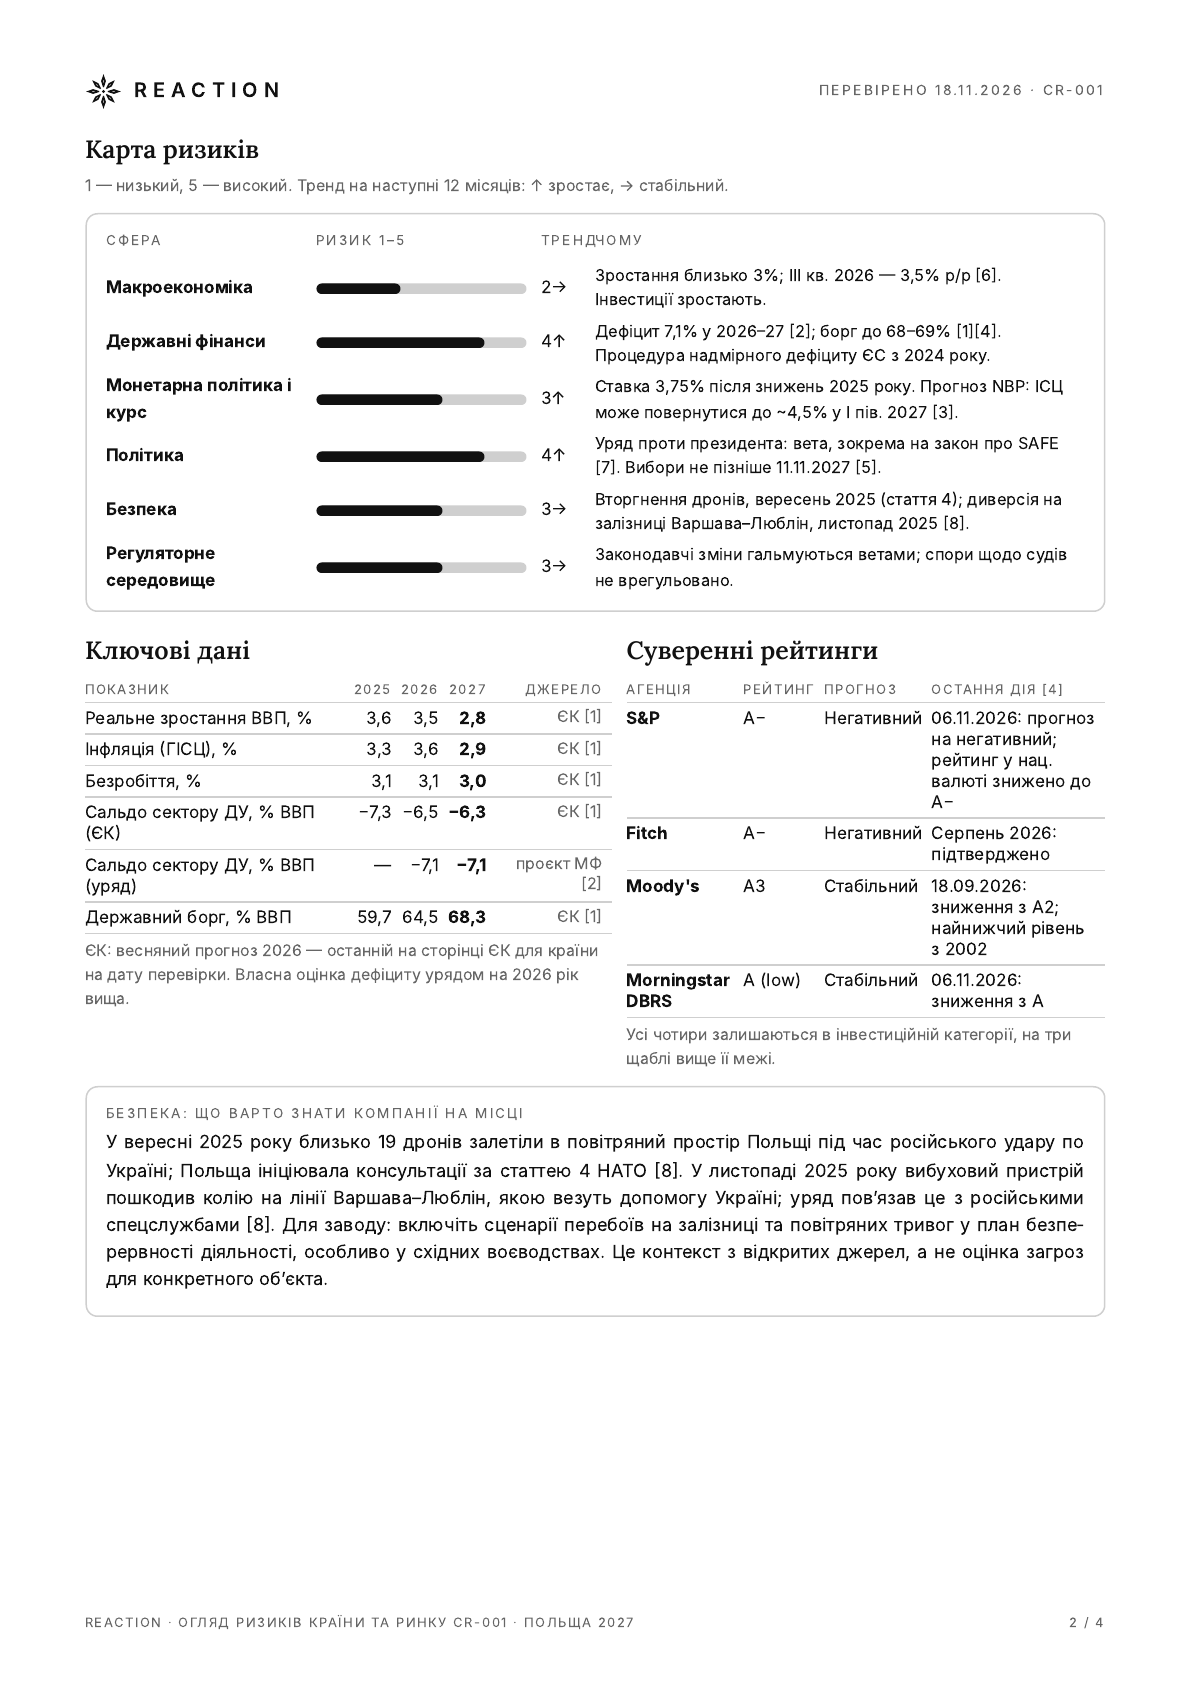 REACTION
ПЕРЕВІРЕНО 18.11.2026 · CR-001
Карта ризиків
1 — низький, 5 — високий. Тренд на наступні 12 місяців: ↑ зростає, → стабільний.
СФЕРА РИЗИК 1–5 ТРЕНД ЧОМУ
Макроекономіка 2→ Зростання близько 3%; III кв. 2026 — 3,5% р/р [6].
Інвестиції зростають.
Державні фінанси 4↑ Дефіцит 7,1% у 2026–27 [2]; борг до 68–69% [1][4].
Процедура надмірного дефіциту ЄС з 2024 року.
Монетарна політика і
курс
3↑ Ставка 3,75% після знижень 2025 року. Прогноз NBP: ІСЦ
може повернутися до ~4,5% у I пів. 2027 [3].
Політика 4↑ Уряд проти президента: вета, зокрема на закон про SAFE
[7]. Вибори не пізніше 11.11.2027 [5].
Безпека 3→ Вторгнення дронів, вересень 2025 (стаття 4); диверсія на
залізниці Варшава–Люблін, листопад 2025 [8].
Регуляторне
середовище
3→ Законодавчі зміни гальмуються ветами; спори щодо судів
не врегульовано.
Ключові дані
ПОКАЗНИК 2025 2026 2027 ДЖЕРЕЛО
Реальне зростання ВВП, % 3,6 3,5 2,8 ЄК [1]
Інфляція (ГІСЦ), % 3,3 3,6 2,9 ЄК [1]
Безробіття, % 3,1 3,1 3,0 ЄК [1]
Сальдо сектору ДУ, % ВВП
(ЄК)
−7,3 −6,5 −6,3 ЄК [1]
Сальдо сектору ДУ, % ВВП
(уряд)
— −7,1 −7,1 проєкт МФ
[2]
Державний борг, % ВВП 59,7 64,5 68,3 ЄК [1]
ЄК: весняний прогноз 2026 — останній на сторінці ЄК для країни
на дату перевірки. Власна оцінка дефіциту урядом на 2026 рік
вища.
Суверенні рейтинги
АГЕНЦІЯ РЕЙТИНГ ПРОГНОЗ ОСТАННЯ ДІЯ [4]
S&P A− Негативний 06.11.2026: прогноз
на негативний;
рейтинг у нац.
валюті знижено до
A−
Fitch A− Негативний Серпень 2026:
підтверджено
Moody's A3 Стабільний 18.09.2026:
зниження з A2;
найнижчий рівень
з 2002
Morningstar
DBRS
A (low) Стабільний 06.11.2026:
зниження з A
Усі чотири залишаються в інвестиційній категорії, на три
щаблі вище її межі.
БЕЗПЕКА: ЩО ВАРТО ЗНАТИ КОМПАНІЇ НА МІСЦІ
У вересні 2025 року близько 19 дронів залетіли в повітряний простір Польщі під час російського удару по
Україні; Польща ініціювала консультації за статтею 4 НАТО [8]. У листопаді 2025 року вибуховий пристрій
пошкодив колію на лінії Варшава–Люблін, якою везуть допомогу Україні; уряд пов’язав це з російськими
спецслужбами [8]. Для заводу: включіть сценарії перебоїв на залізниці та повітряних тривог у план безпе-
рервності діяльності, особливо у східних воєводствах. Це контекст з відкритих джерел, а не оцінка загроз
для конкретного об’єкта.
REACTION · ОГЛЯД РИЗИКІВ КРАЇНИ ТА РИНКУ CR-001 · ПОЛЬЩА 2027
2 / 4